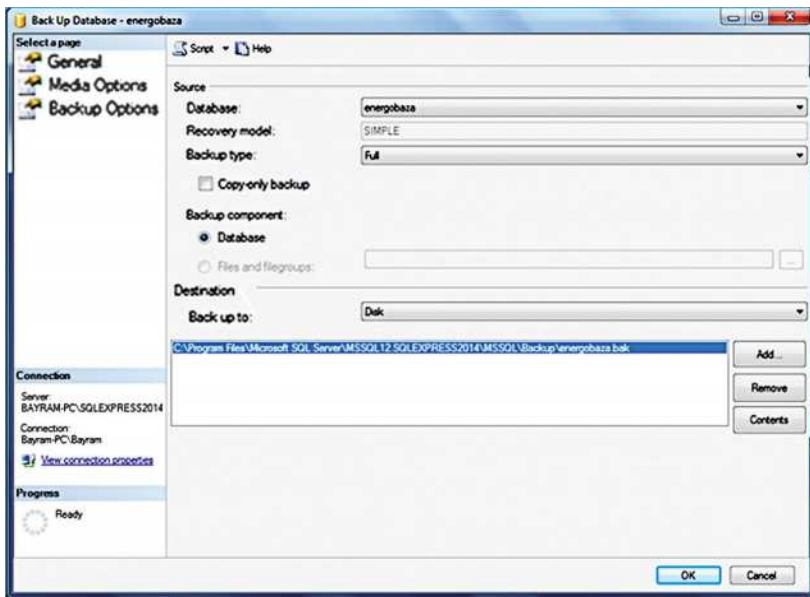 Back Up Database - energobaza
Select a page
General
Media Options
Backup Options
Script
Help
Source
Database:
energobaza
Recovery model:
SIMPLE
Backup type:
Full
Copy-only backup
Backup component:
Database
Files and filegroups:
...
Destination
Back up to:
Disk
C:\Program Files\Microsoft SQL Server\MSSQL12.SQLEXPRESS2014\MSSQL\Backup\energobaza.bak
Add...
Remove
Contents
Connection
Server:
BAYRAM-PC\SQLEXPRESS2014
Connection:
Bayram-PC\Bayram
View connection properties
Progress
Ready
OK
Cancel